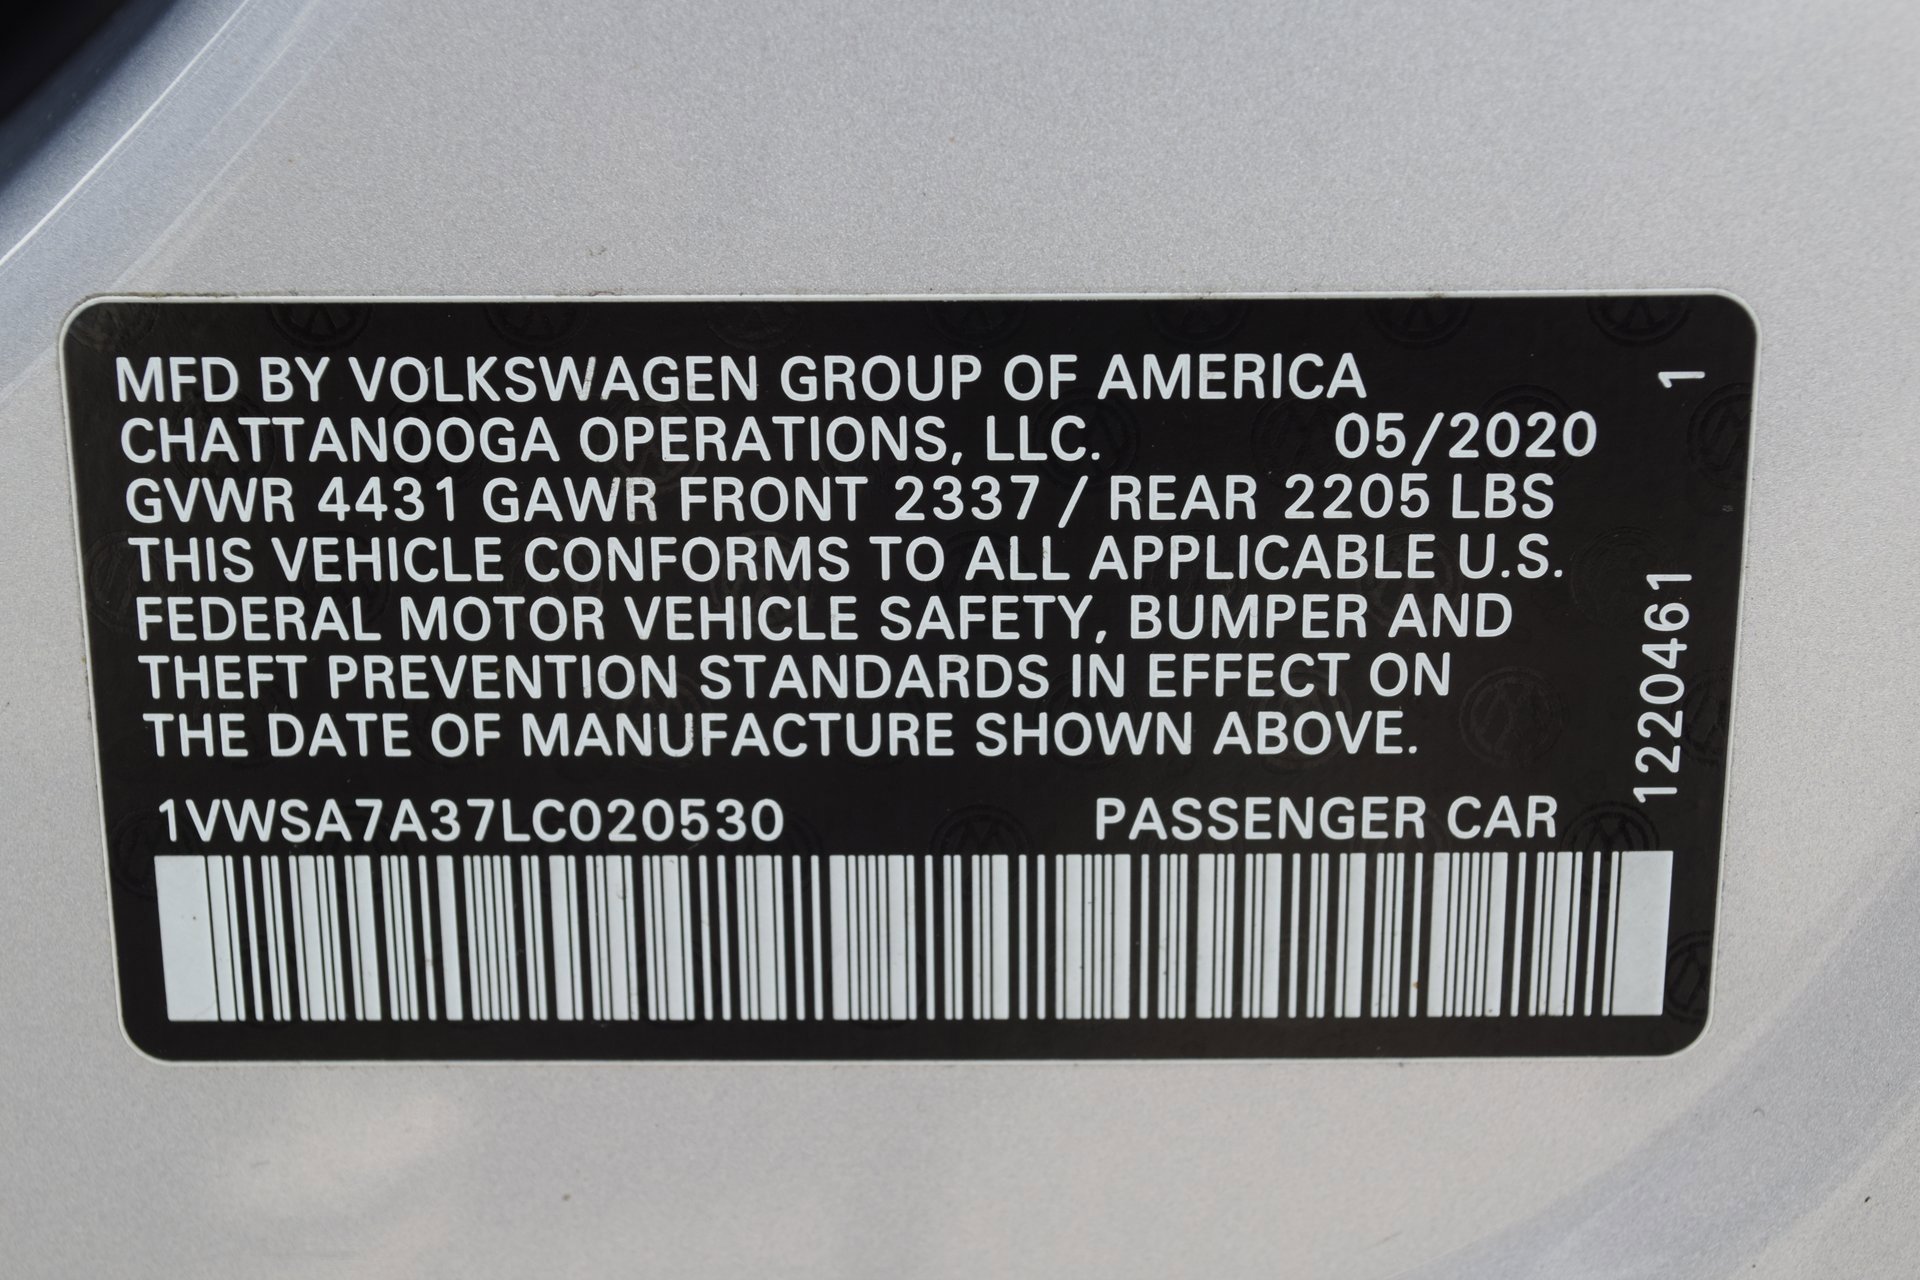 MFD BY VOLKSWAGEN GROUP OF AMERICA
CHATTANOOGA OPERATIONS, LLC. 05/2020
GVWR 4431 GAWR FRONT 2337 / REAR 2205 LBS
THIS VEHICLE CONFORMS TO ALL APPLICABLE U.S.
FEDERAL MOTOR VEHICLE SAFETY, BUMPER AND
THEFT PREVENTION STANDARDS IN EFFECT ON
THE DATE OF MANUFACTURE SHOWN ABOVE.
1VWSA7A37LC020530 PASSENGER CAR
1220461 1